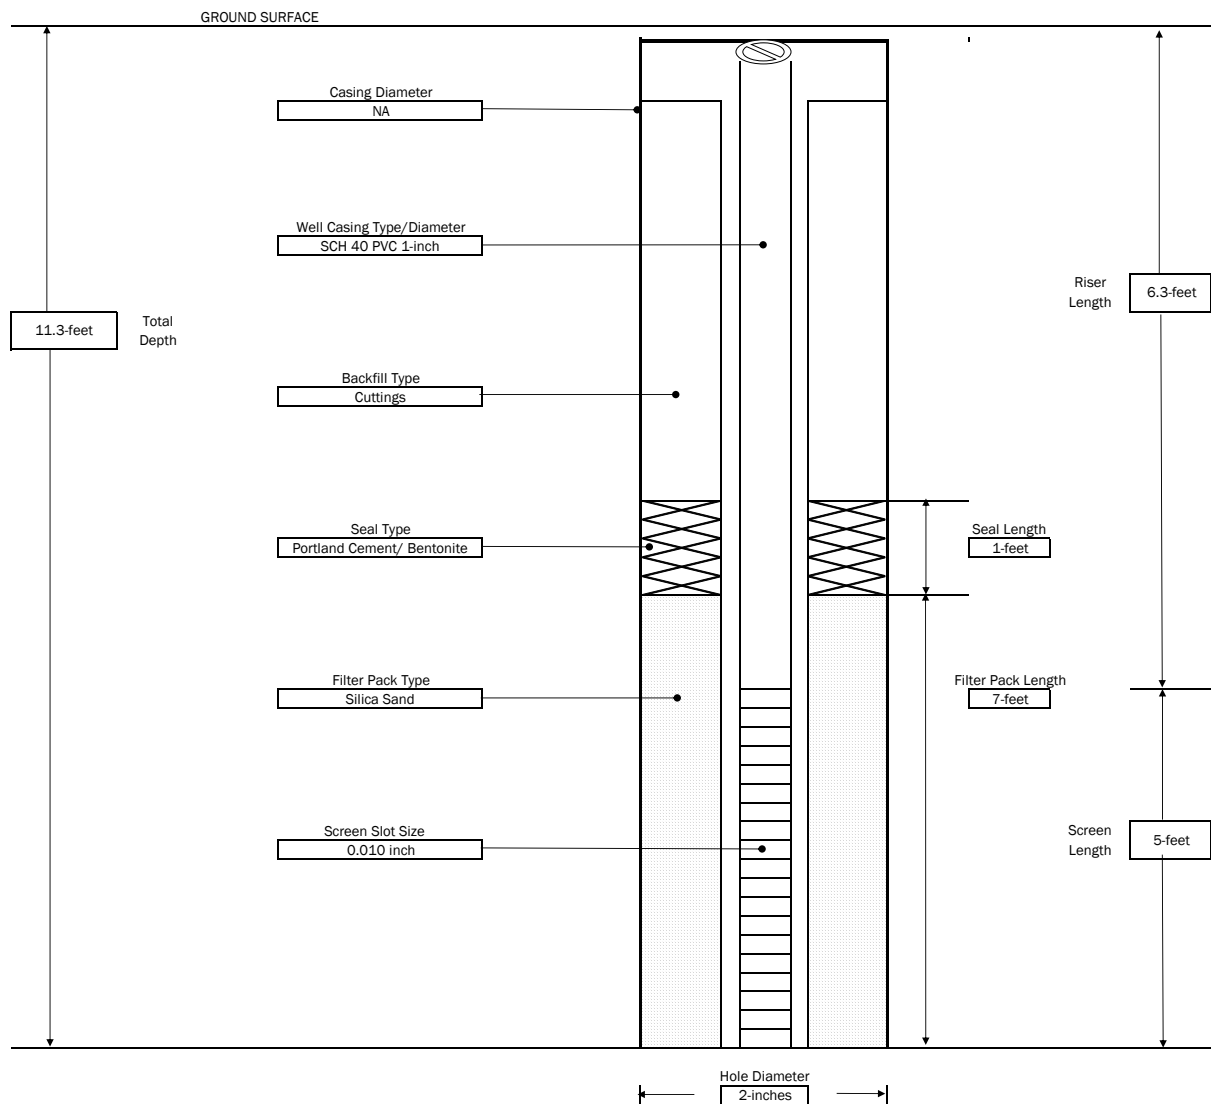 GROUND SURFACE
Casing Diameter
NA
Well Casing Type/Diameter
SCH 40 PVC 1-inch
Riser
Length
6.3-feet
11.3-feet
Total
Depth
Backfill Type
Cuttings
Seal Type
Portland Cement/ Bentonite
Seal Length
1-feet
Filter Pack Type
Silica Sand
Filter Pack Length
7-feet
Screen Slot Size
0.010 inch
Screen
Length
5-feet
Hole Diameter
2-inches